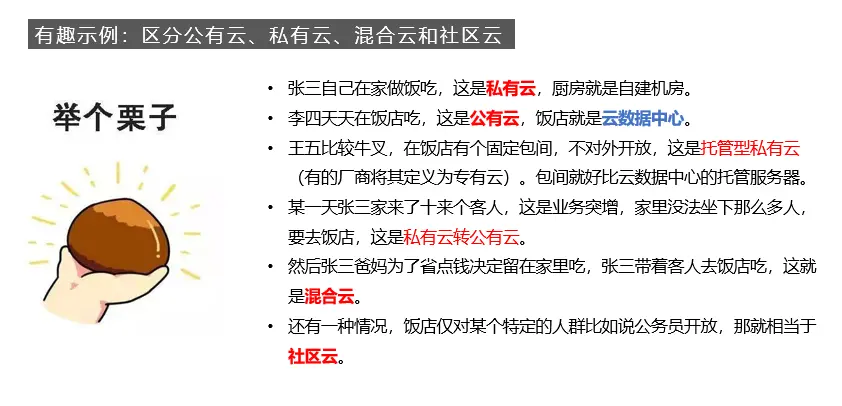 有趣示例：区分公有云、私有云、混合云和社区云
举个栗子
• 张三自己在家做饭吃，这是私有云，厨房就是自建机房。
• 李四天天在饭店吃，这是公有云，饭店就是云数据中心。
• 王五比较牛叉，在饭店有个固定包间，不对外开放，这是托管型私有云
（有的厂商将其定义为专有云）。包间就好比云数据中心的托管服务器。
• 某一天张三家来了十来个客人，这是业务突增，家里没法坐下那么多人，
要去饭店，这是私有云转公有云。
• 然后张三爸妈为了省点钱决定留在家里吃，张三带着客人去饭店吃，这就
是混合云。
• 还有一种情况，饭店仅对某个特定的人群比如说公务员开放，那就相当于
社区云。